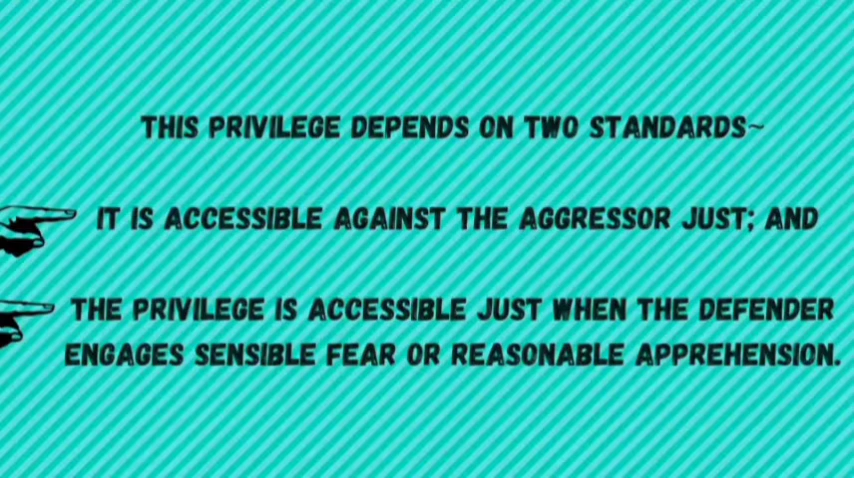 THIS PRIVILEGE DEPENDS ON TWO STANDARDS~
IT IS ACCESSIBLE AGAINST THE AGGRESSOR JUST; AND
THE PRIVILEGE IS ACCESSIBLE JUST WHEN THE DEFENDER
ENGAGES SENSIBLE FEAR OR REASONABLE APPREHENSION.